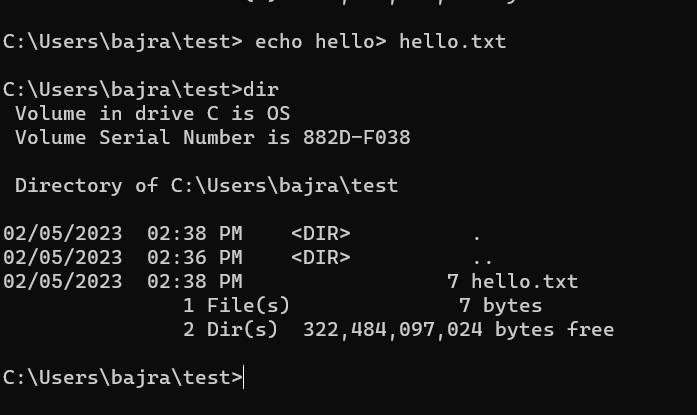 C:\Users\bajra\test> echo hello> hello.txt
C:\Users\bajra\test>dir
Volume in drive C is OS
Volume Serial Number is 882D-F038
Directory of C:\Users\bajra\test
02/05/2023  02:38 PM    <DIR>          .
02/05/2023  02:36 PM    <DIR>          ..
02/05/2023  02:38 PM                 7 hello.txt
1 File(s)              7 bytes
2 Dir(s)  322,484,097,024 bytes free
C:\Users\bajra\test>